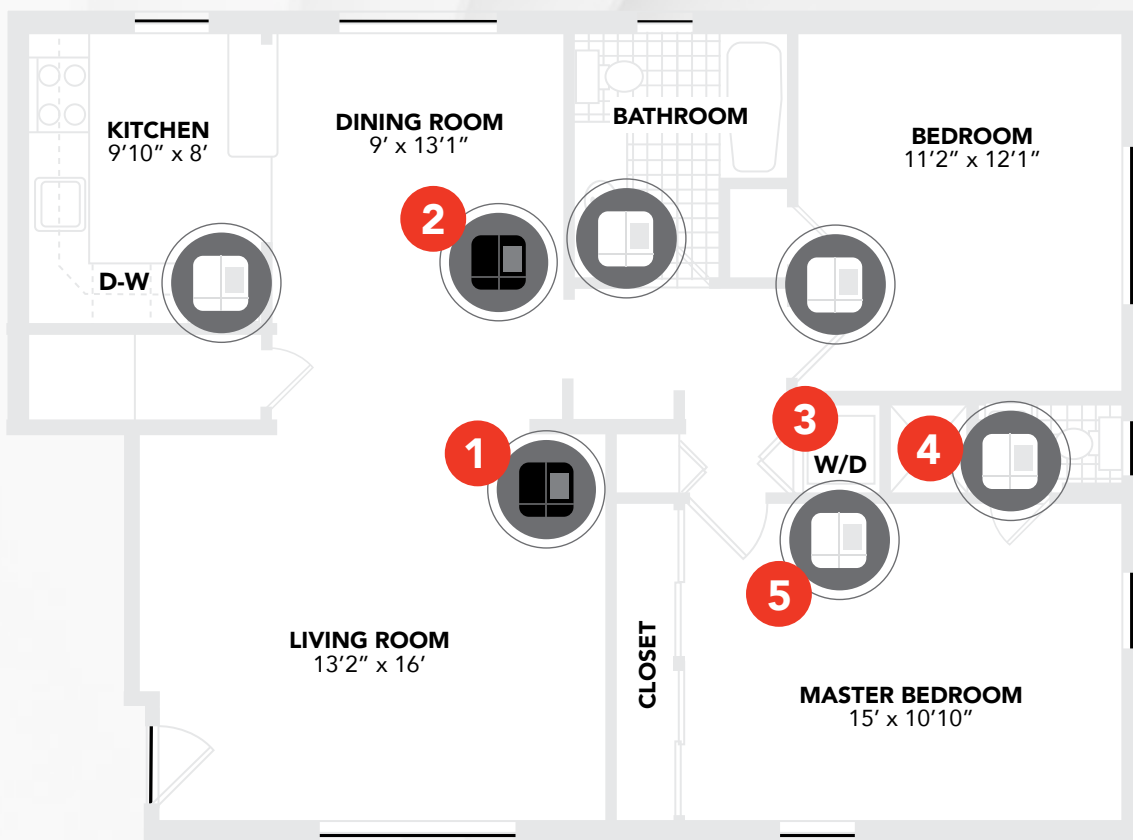 KITCHEN
9'10” x 8'
DINING ROOM
9' x 13'1”
BATHROOM
BEDROOM
11'2” x 12'1”
2
D-W
1
3
W/D
4
5
LIVING ROOM
13'2” x 16'
CLOSET
MASTER BEDROOM
15' x 10'10”